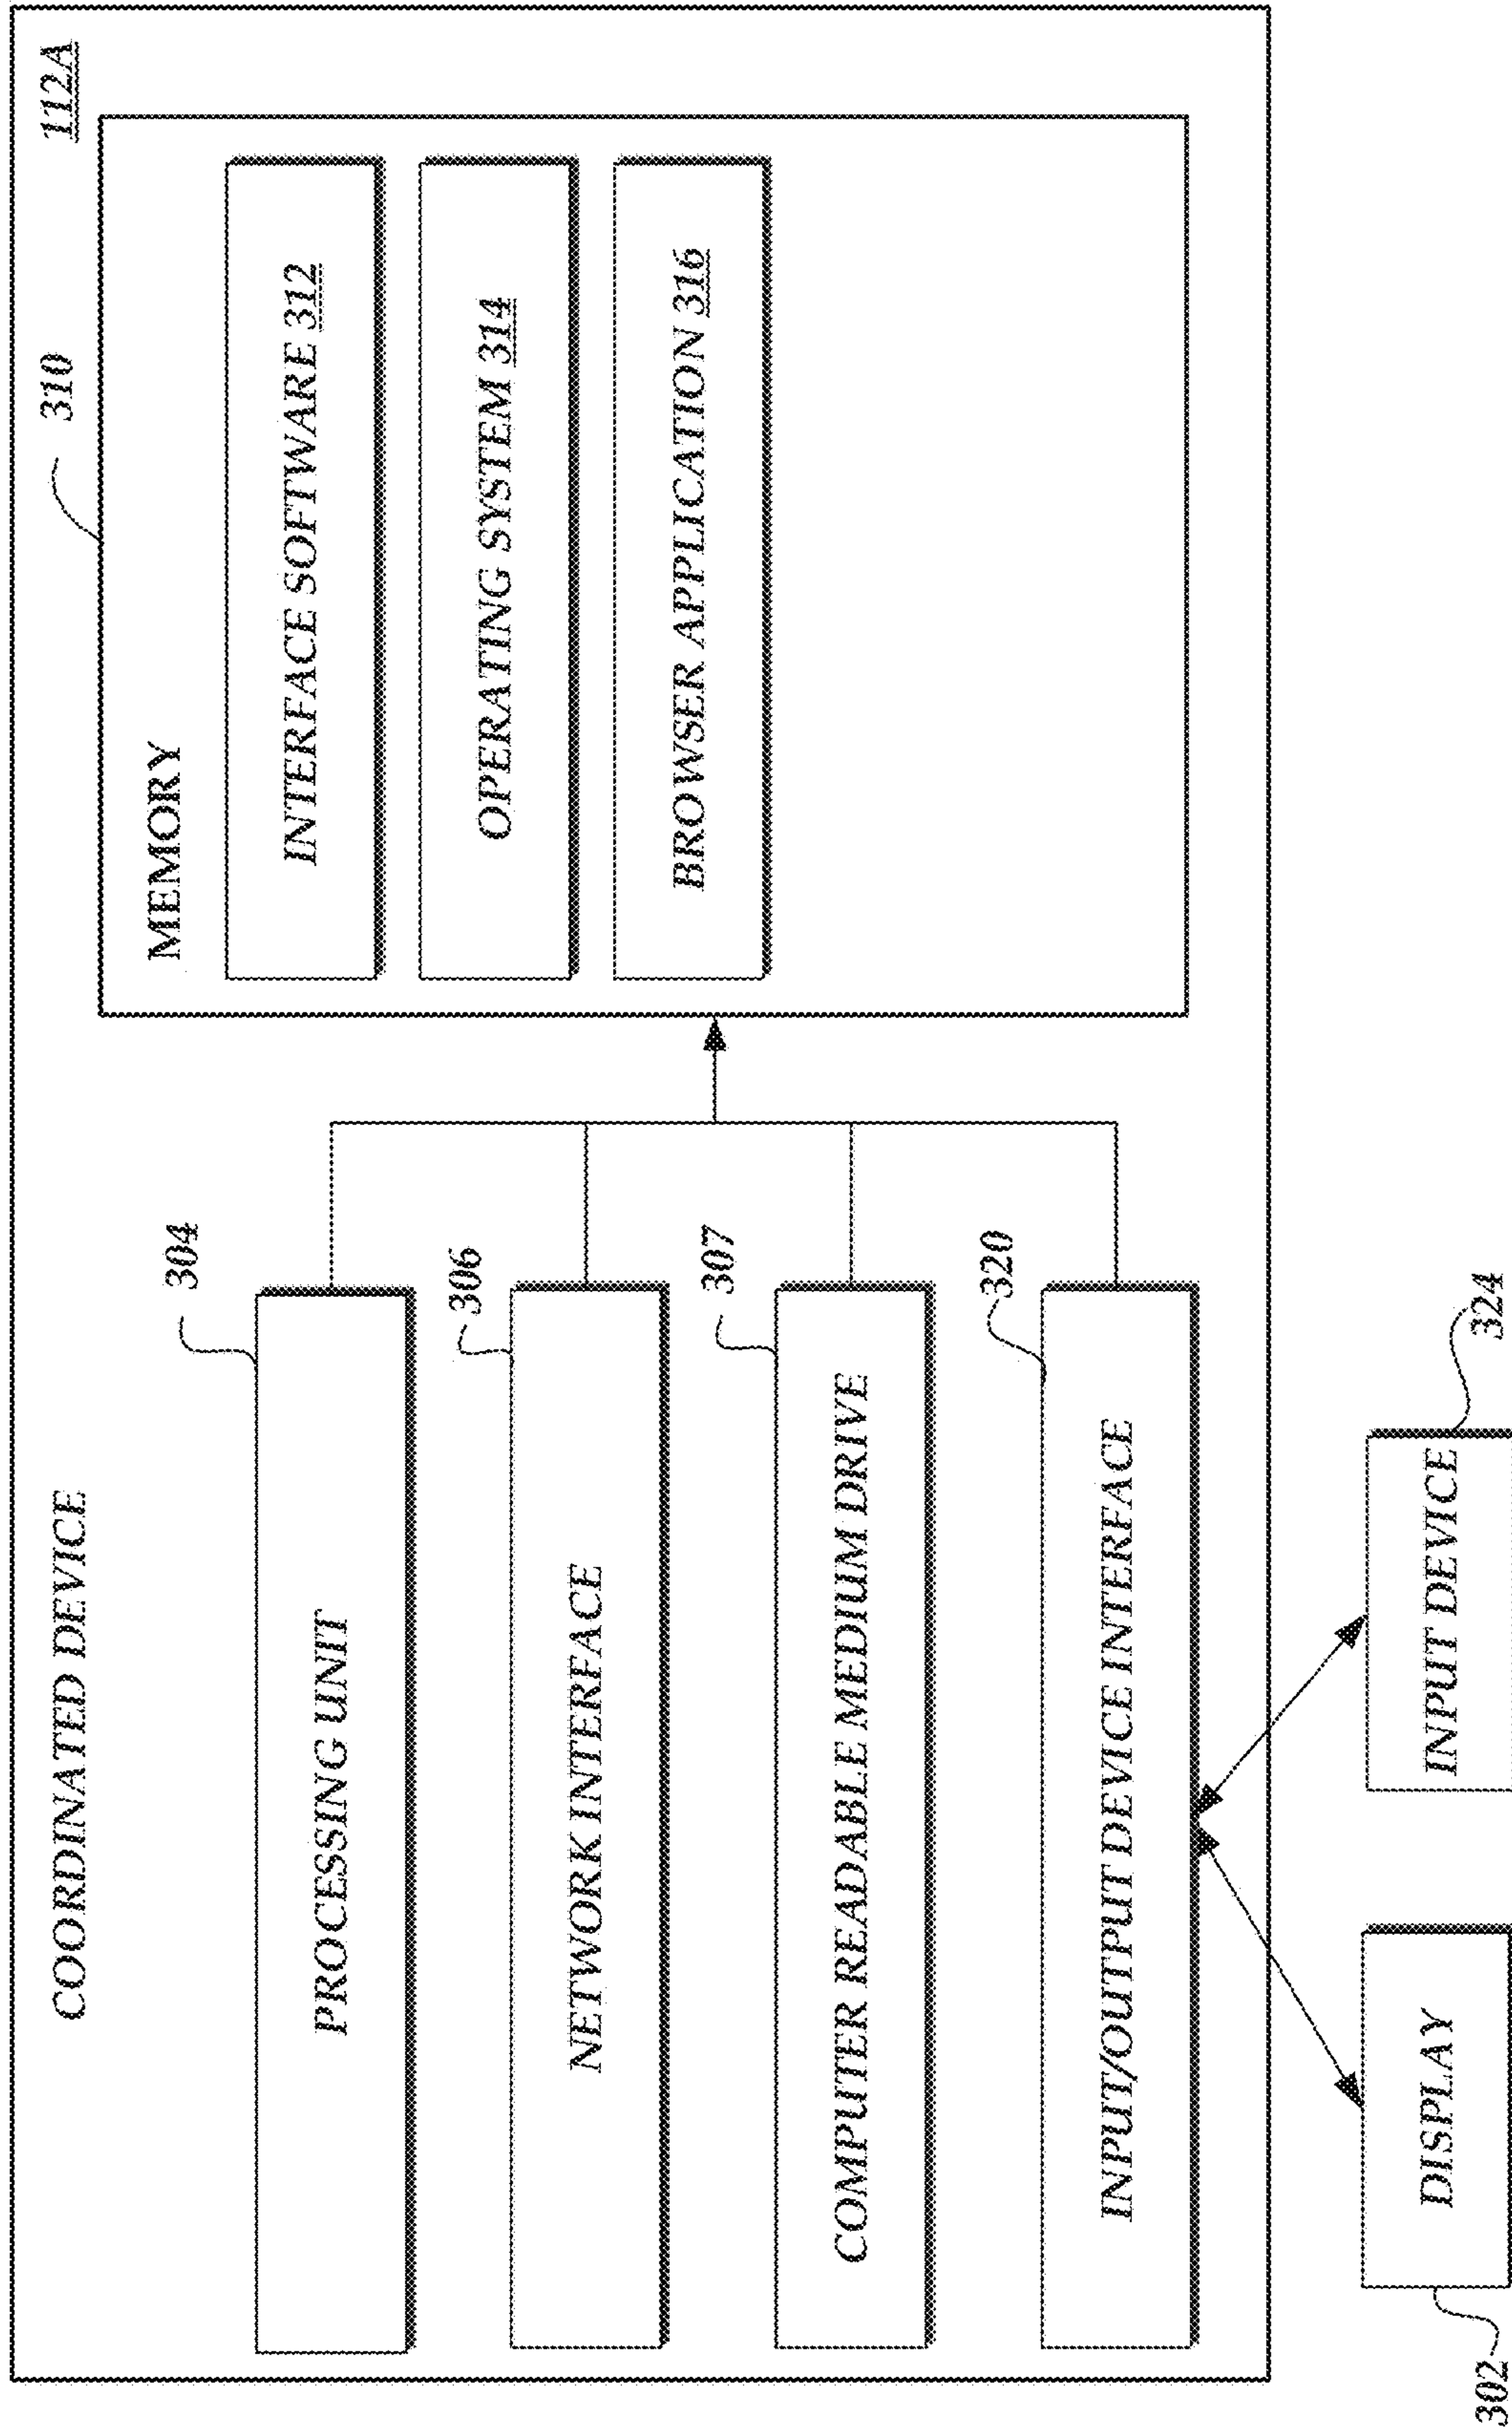 COORDINATED DEVICE
112A
310
MEMORY
INTERFACE SOFTWARE 312
OPERATING SYSTEM 314
BROWSER APPLICATION 316
304
PROCESSING UNIT
306
NETWORK INTERFACE
307
COMPUTER READABLE MEDIUM DRIVE
320
INPUT/OUTPUT DEVICE INTERFACE
302
DISPLAY
INPUT DEVICE
324